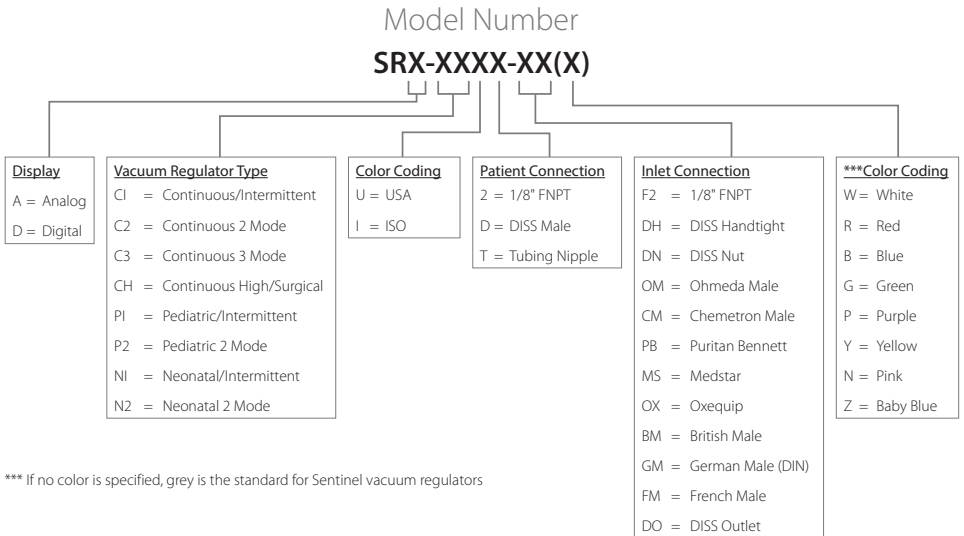 Model Number
SRX-XXXX-XX(X)
Display
A = Analog
D = Digital
Vacuum Regulator Type
CI = Continuous/Intermittent
C2 = Continuous 2 Mode
C3 = Continuous 3 Mode
CH = Continuous High/Surgical
PI = Pediatric/Intermittent
P2 = Pediatric 2 Mode
NI = Neonatal/Intermittent
N2 = Neonatal 2 Mode
Color Coding
U = USA
I = ISO
Patient Connection
2 = 1/8" FNPT
D = DISS Male
T = Tubing Nipple
Inlet Connection
F2 = 1/8" FNPT
DH = DISS Handtight
DN = DISS Nut
OM = Ohmeda Male
CM = Chemetron Male
PB = Puritan Bennett
MS = Medstar
OX = Oxequip
BM = British Male
GM = German Male (DIN)
FM = French Male
DO = DISS Outlet
***Color Coding
W = White
R = Red
B = Blue
G = Green
P = Purple
Y = Yellow
N = Pink
Z = Baby Blue
*** If no color is specified, grey is the standard for Sentinel vacuum regulators